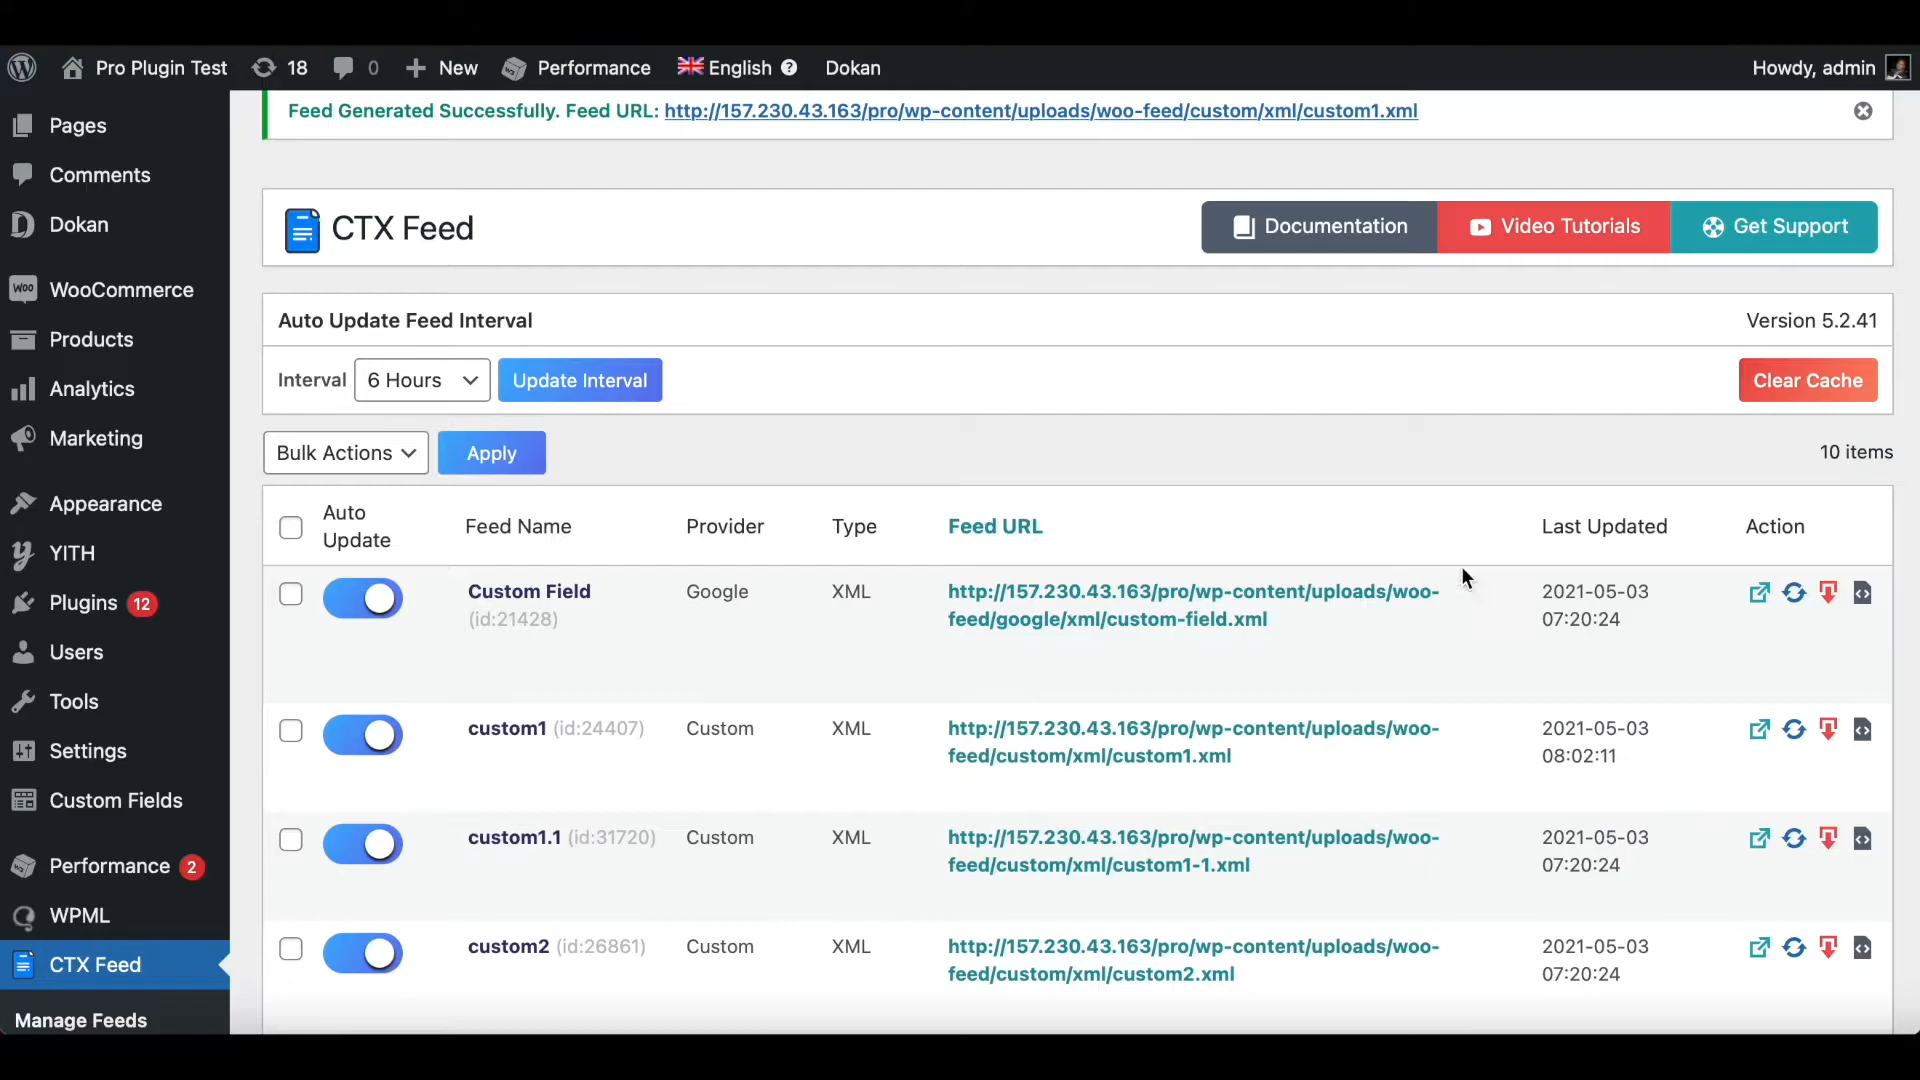 Pro Plugin Test 18 0 New Performance English Dokan Howdy, admin
Pages
Comments
Dokan
WooCommerce
Products
Analytics
Marketing
Appearance
YITH
Plugins 12
Users
Tools
Settings
Custom Fields
Performance 2
WPML
CTX Feed
Manage Feeds
Feed Generated Successfully. Feed URL: http://157.230.43.163/pro/wp-content/uploads/woo-feed/custom/xml/custom1.xml
CTX Feed
Documentation Video Tutorials Get Support
Auto Update Feed Interval Version 5.2.41
Interval 6 Hours Update Interval Clear Cache
Bulk Actions Apply 10 items
Auto
Update Feed Name Provider Type Feed URL Last Updated Action
Custom Field Google XML http://157.230.43.163/pro/wp-content/uploads/woo- 2021-05-03
(id:21428) feed/google/xml/custom-field.xml 07:20:24
custom1 (id:24407) Custom XML http://157.230.43.163/pro/wp-content/uploads/woo- 2021-05-03
feed/custom/xml/custom1.xml 08:02:11
custom1.1 (id:31720) Custom XML http://157.230.43.163/pro/wp-content/uploads/woo- 2021-05-03
feed/custom/xml/custom1-1.xml 07:20:24
custom2 (id:26861) Custom XML http://157.230.43.163/pro/wp-content/uploads/woo- 2021-05-03
feed/custom/xml/custom2.xml 07:20:24